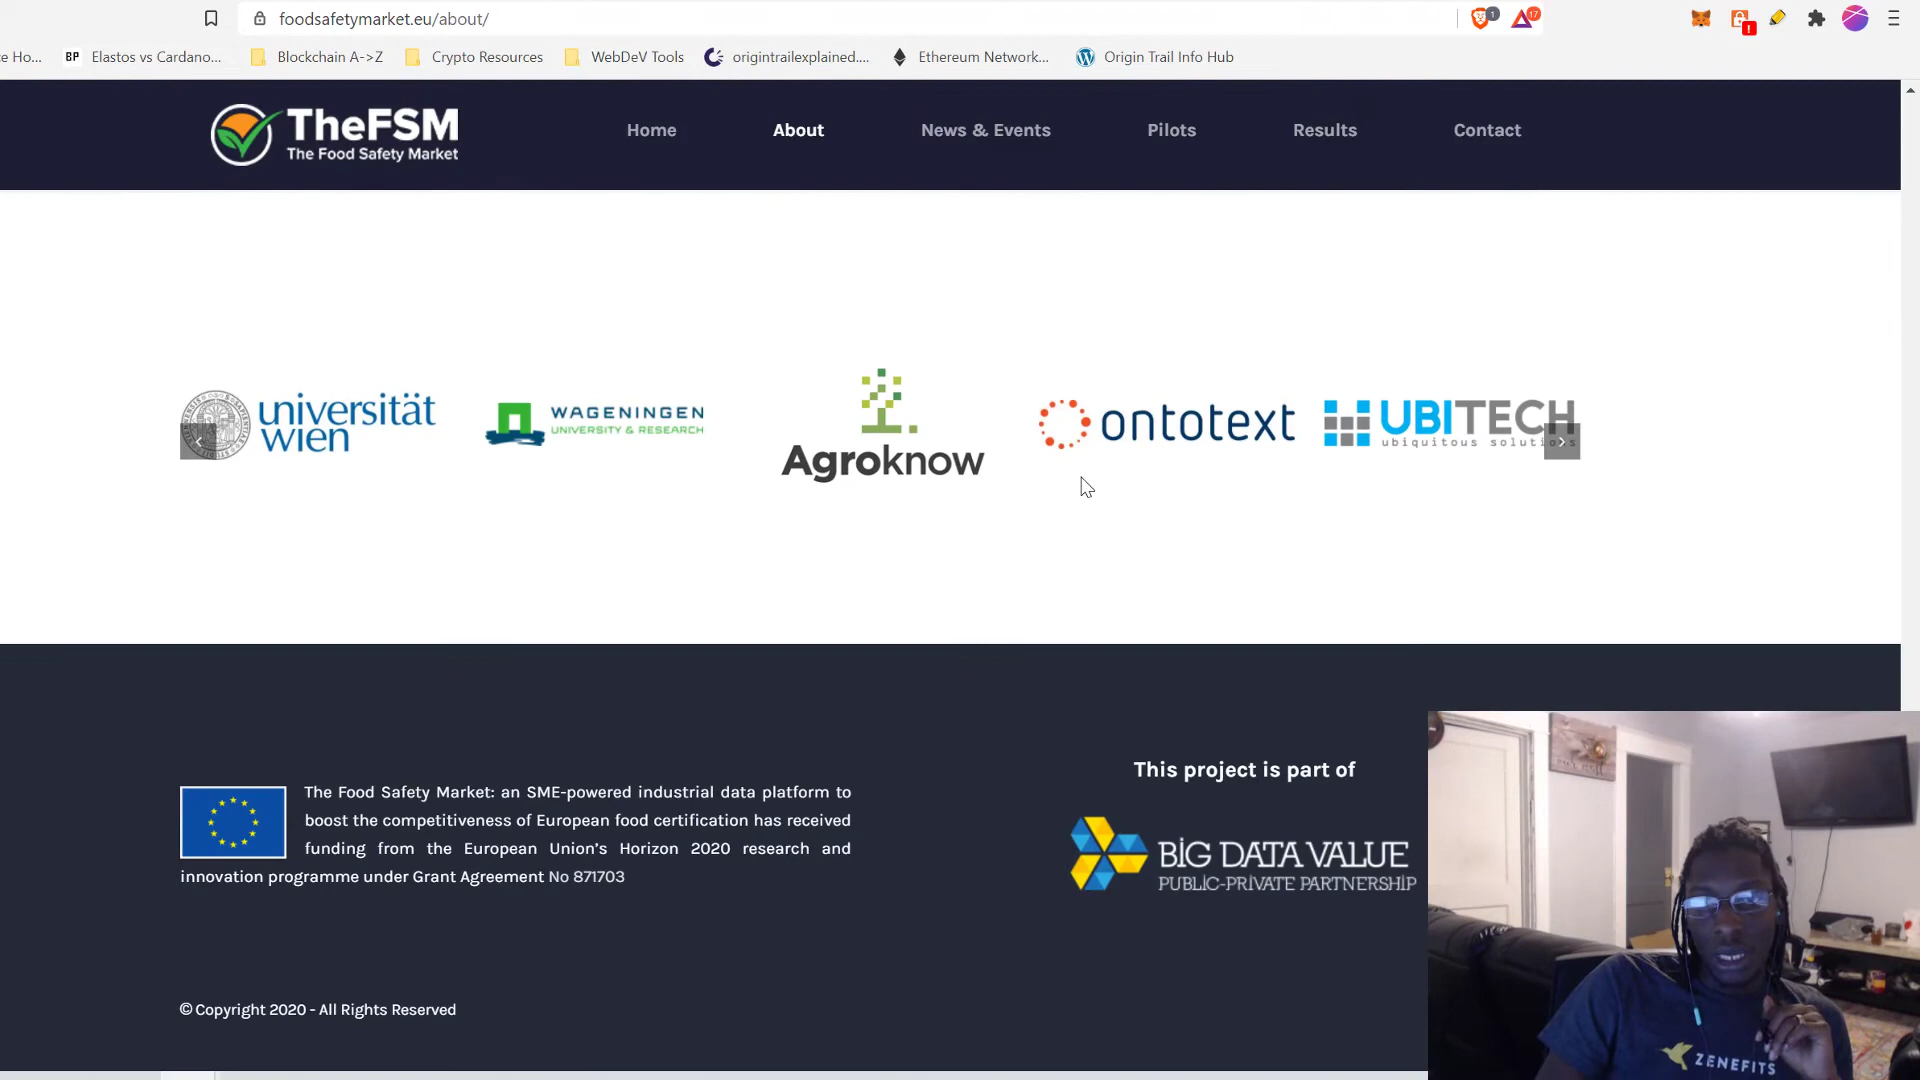 foodsafetymarket.eu/about/
1
17
ce Ho...
BP Elastos vs Cardano...
Blockchain A->Z
Crypto Resources
WebDeV Tools
origintrailexplained....
Ethereum Network...
Origin Trail Info Hub
TheFSM
The Food Safety Market
Home
About
News & Events
Pilots
Results
Contact
universität
wien
WAGENINGEN
UNIVERSITY & RESEARCH
Agroknow
ontotext
UBITECH
ubiquitous solutions
The Food Safety Market: an SME-powered industrial data platform to
boost the competitiveness of European food certification has received
funding from the European Union's Horizon 2020 research and
innovation programme under Grant Agreement No 871703
This project is part of
BIG DATA VALUE
PUBLIC-PRIVATE PARTNERSHIP
© Copyright 2020 - All Rights Reserved
ZENEFITS